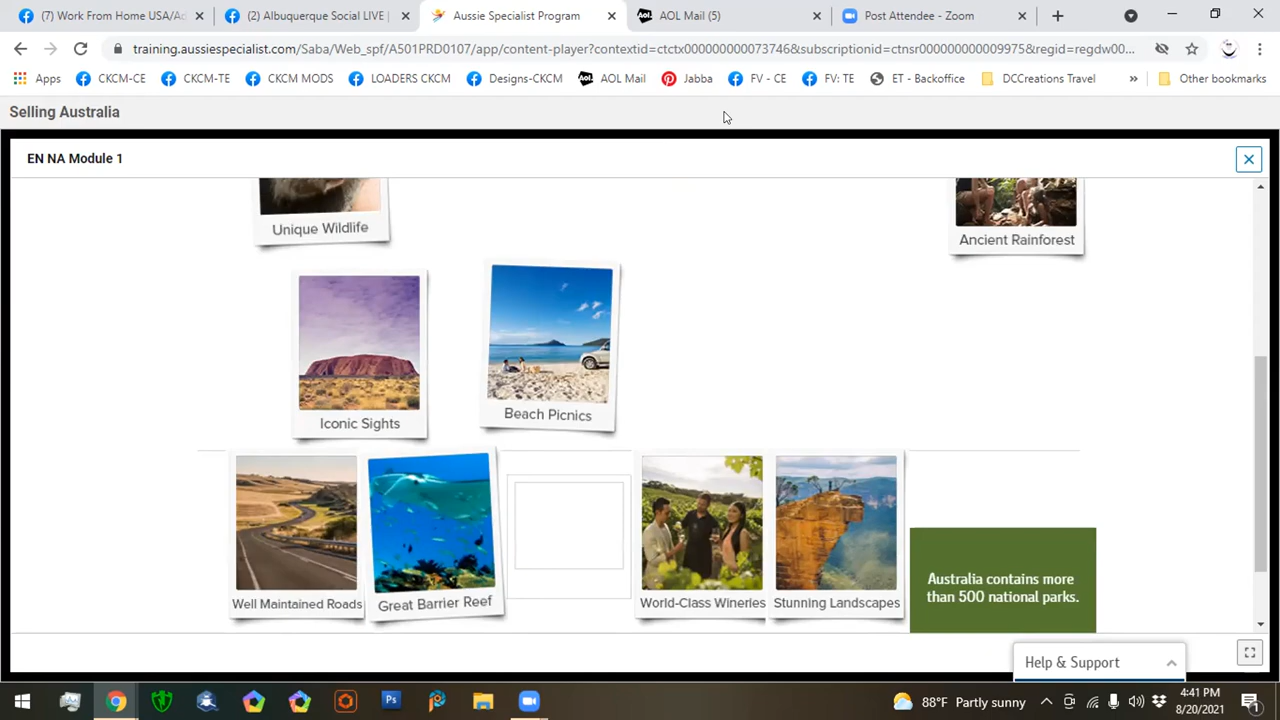 (7) Work From Home USA/Ad
(2) Albuquerque Social LIVE |
Aussie Specialist Program
AOL Mail (5)
Post Attendee - Zoom
training.aussiespecialist.com/Saba/Web_spf/A501PRD0107/app/content-player?contextid=ctctx000000000073746&subscriptionid=ctnsr000000000009975&regid=regdw00...
Apps
CKCM-CE
CKCM-TE
CKCM MODS
LOADERS CKCM
Designs-CKCM
AOL Mail
Jabba
FV - CE
FV: TE
ET - Backoffice
DCCreations Travel
»
Other bookmarks
Selling Australia
EN NA Module 1
Unique Wildlife
Ancient Rainforest
Iconic Sights
Beach Picnics
Well Maintained Roads
Great Barrier Reef
World-Class Wineries
Stunning Landscapes
Australia contains more
than 500 national parks.
Help & Support
88°F Partly sunny
4:41 PM
8/20/2021